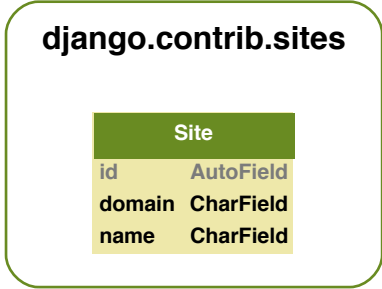 django.contrib.sites
Site
id AutoField
domain CharField
name CharField